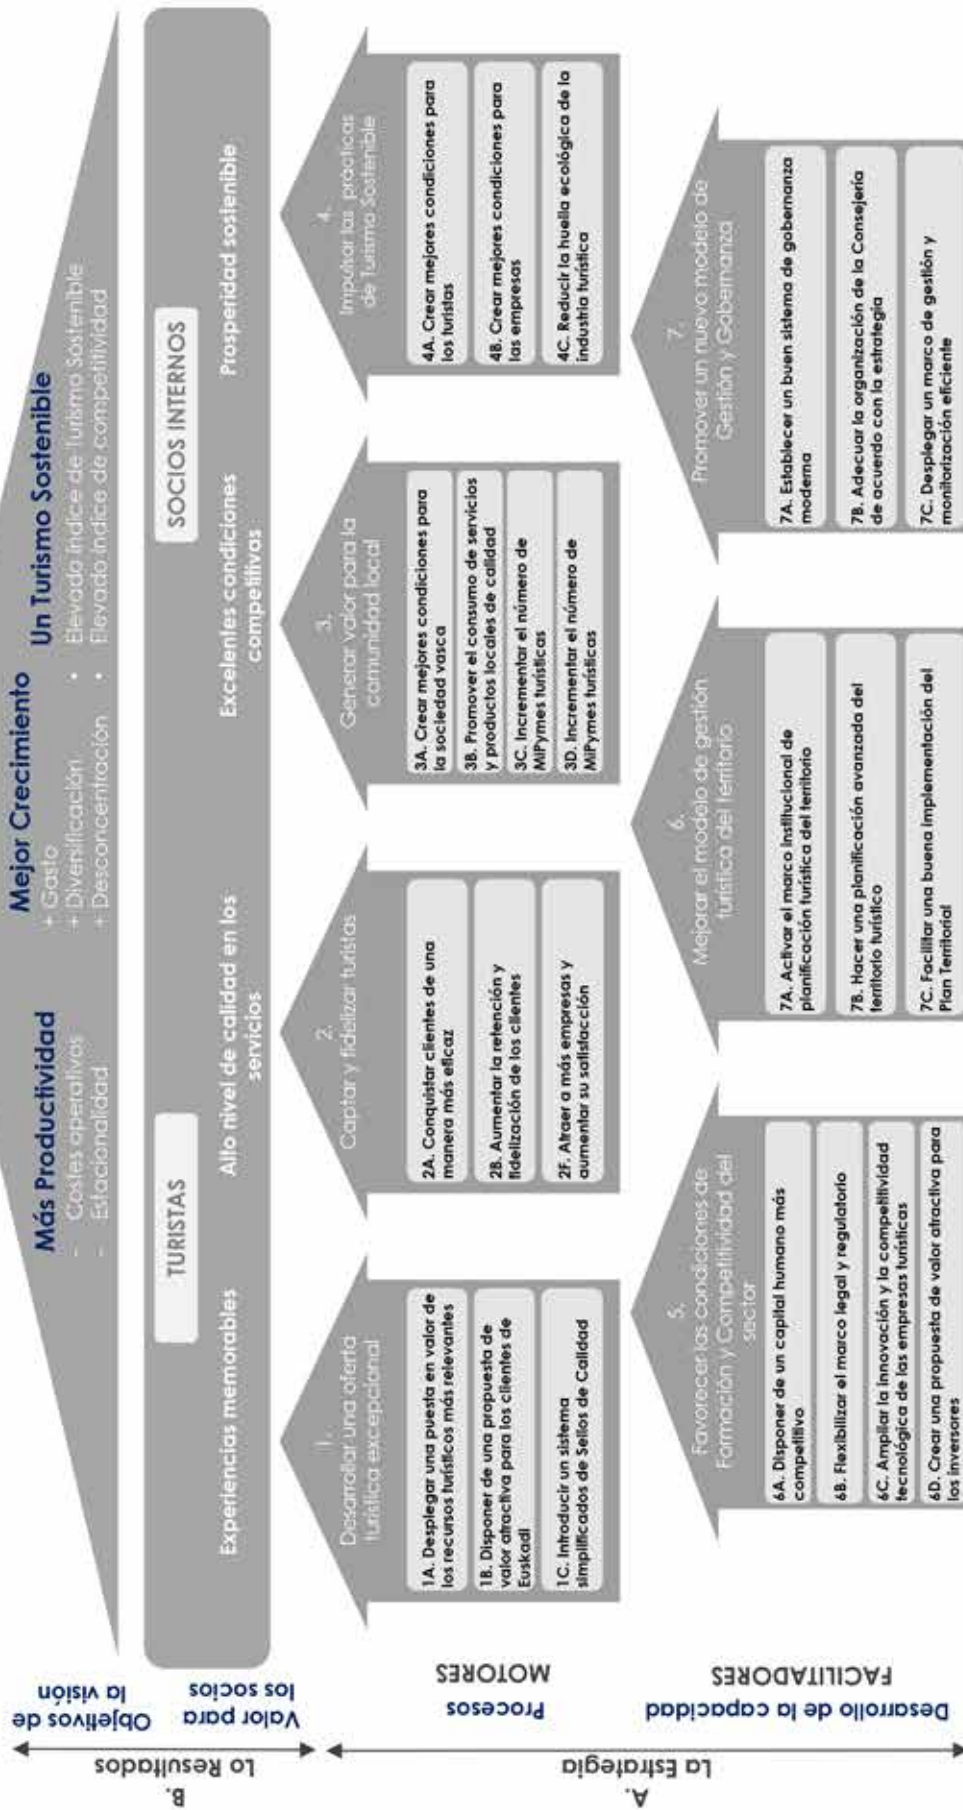 Más Productividad
- Costes operativos
- Estacionalidad
Mejor Crecimiento
+ Gasto
+ Diversificación
+ Desconcentración
Un Turismo Sostenible
• Elevado índice de Turismo Sostenible
• Elevado índice de competitividad
B.
Lo Resultados
Objetivos de
la visión
Valor para
los socios
TURISTAS
SOCIOS INTERNOS
Experiencias memorables
Alto nivel de calidad en los
servicios
Excelentes condiciones
competitivas
Prosperidad sostenible
A.
La Estrategia
Procesos
MOTORES
1.
Desarrollar una oferta
turística excepcional
1A. Desplegar una puesta en valor de
los recursos turísticos más relevantes
1B. Disponer de una propuesta de
valor atractiva para los clientes de
Euskadi
1C. Introducir un sistema
simplificados de Sellos de Calidad
2.
Captar y fidelizar turistas
2A. Conquistar clientes de una
manera más eficaz
2B. Aumentar la retención y
fidelización de los clientes
2F. Atraer a más empresas y
aumentar su satisfacción
3.
Generar valor para la
comunidad local
3A. Crear mejores condiciones para
la sociedad vasca
3B. Promover el consumo de servicios
y productos locales de calidad
3C. Incrementar el número de
MiPymes turísticas
3D. Incrementar el número de
MiPymes turísticas
4.
Impulsar las prácticas
de Turismo Sostenible
4A. Crear mejores condiciones para
los turistas
4B. Crear mejores condiciones para
las empresas
4C. Reducir la huella ecológica de la
industria turística
Desarrollo de la capacidad
FACILITADORES
5.
Favorecer las condiciones de
Formación y Competitividad del
sector
6A. Disponer de un capital humano más
competitivo
6B. Flexibilizar el marco legal y regulatorio
6C. Ampliar la innovación y la competitividad
tecnológica de las empresas turísticas
6D. Crear una propuesta de valor atractiva para
los inversores
6.
Mejorar el modelo de gestión
turística del territorio
7A. Activar el marco institucional de
planificación turística del territorio
7B. Hacer una planificación avanzada del
territorio turístico
7C. Facilitar una buena implementación del
Plan Territorial
7.
Promover un nuevo modelo de
Gestión y Gobernanza
7A. Establecer un buen sistema de gobernanza
moderna
7B. Adecuar la organización de la Consejería
de acuerdo con la estrategia
7C. Desplegar un marco de gestión y
monitorización eficiente